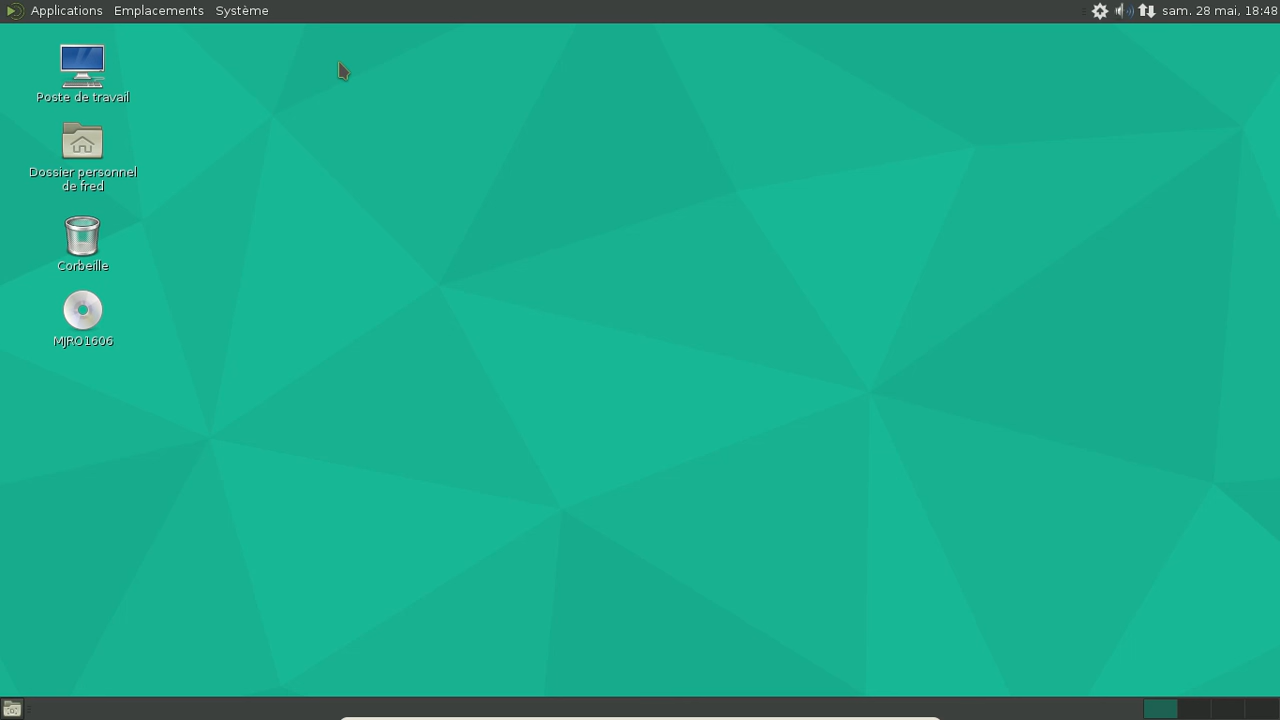 Applications Emplacements Système sam. 28 mai, 18:48
Poste de travail
Dossier personnel
de fred
Corbeille
MJRO1606